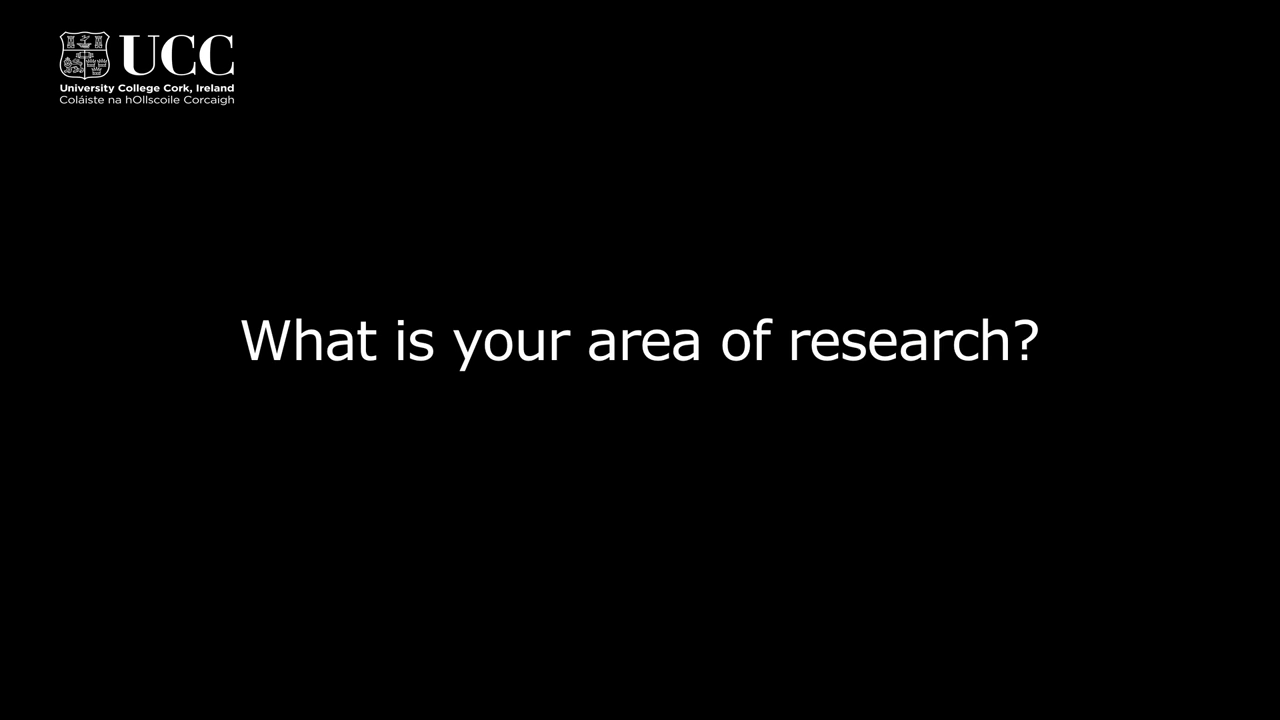 UCC
University College Cork, Ireland
Coláiste na hOllscoile Corcaigh
What is your area of research?